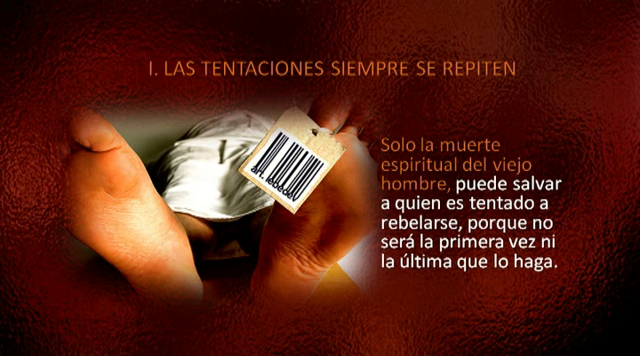 I. LAS TENTACIONES SIEMPRE SE REPITEN
Solo la muerte
espiritual del viejo
hombre, puede salvar
a quien es tentado a
rebelarse, porque no
será la primera vez ni
la última que lo haga.